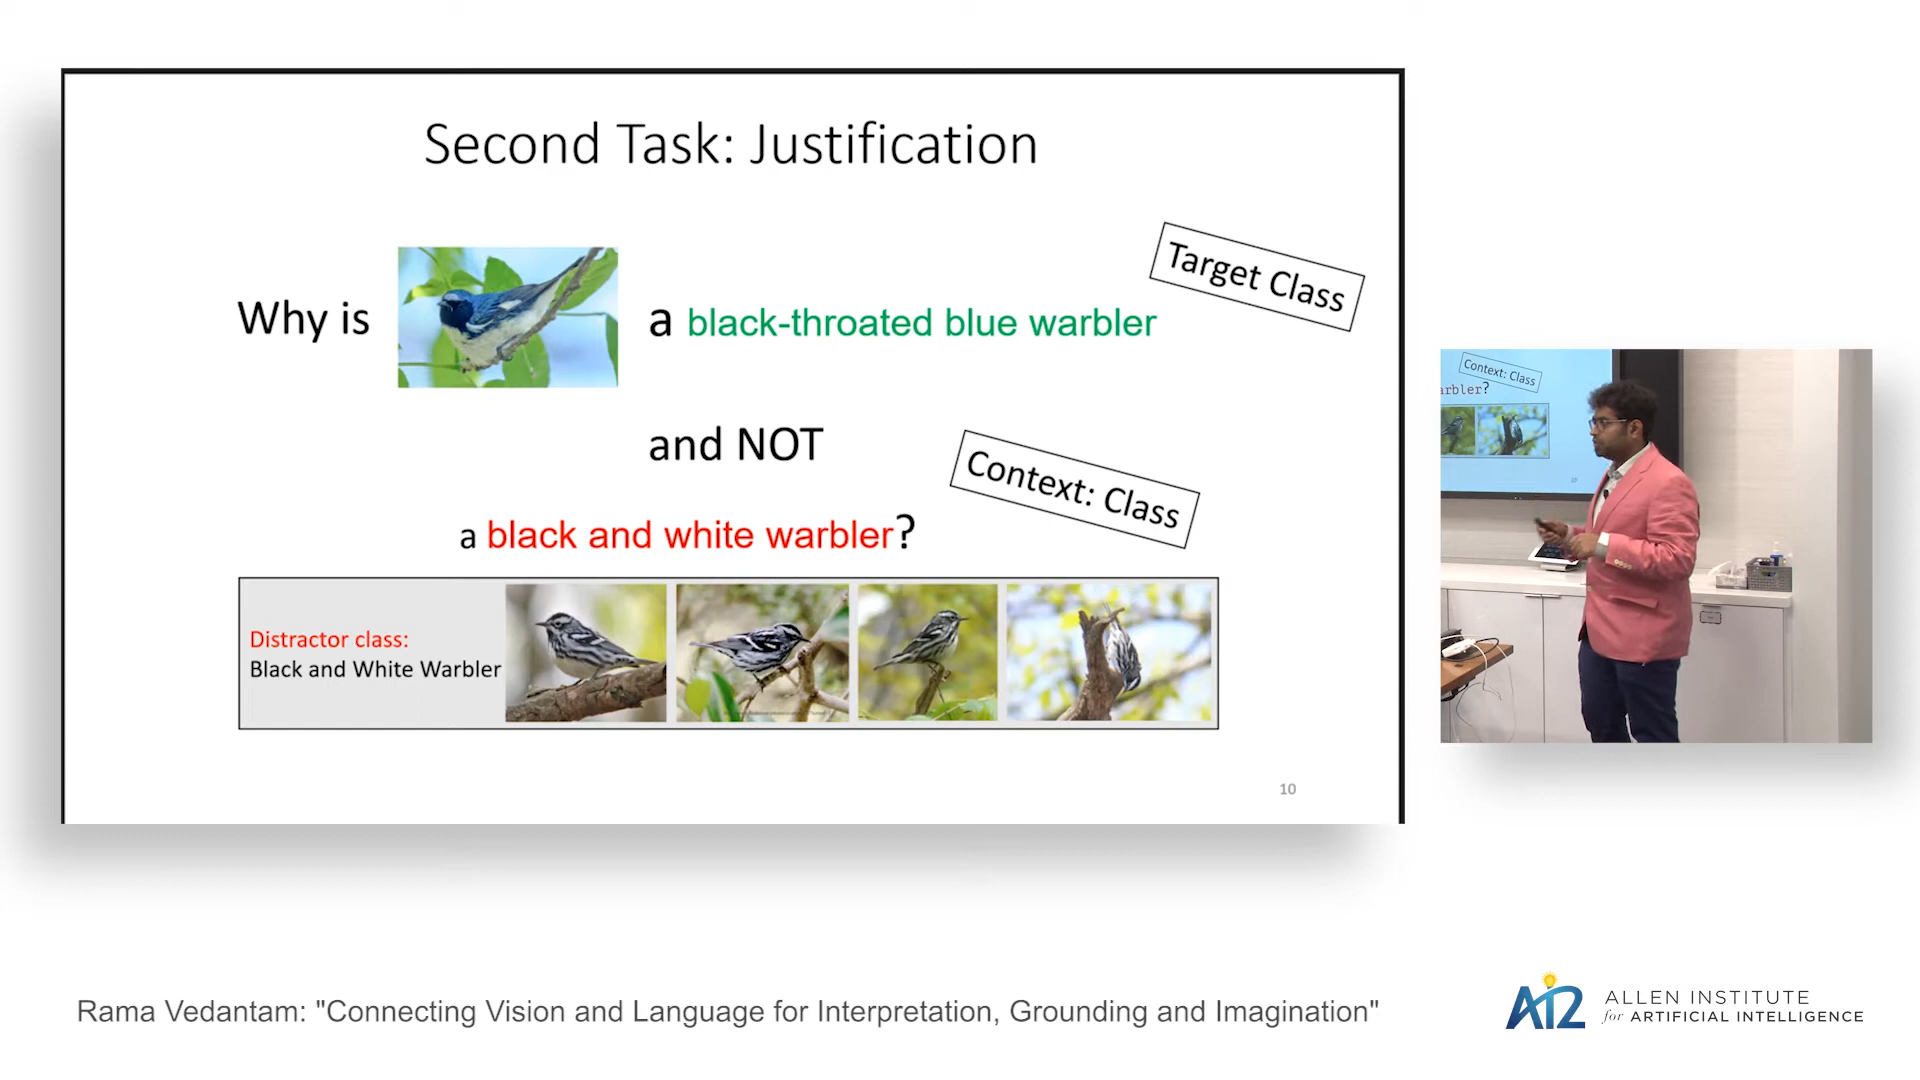 Second Task: Justification
Target Class
Why is
a black-throated blue warbler
and NOT
Context: Class
a black and white warbler?
Distractor class:
Black and White Warbler
10
Context: Class
arbler?
Rama Vedantam: "Connecting Vision and Language for Interpretation, Grounding and Imagination"
AI2
ALLEN INSTITUTE
for ARTIFICIAL INTELLIGENCE